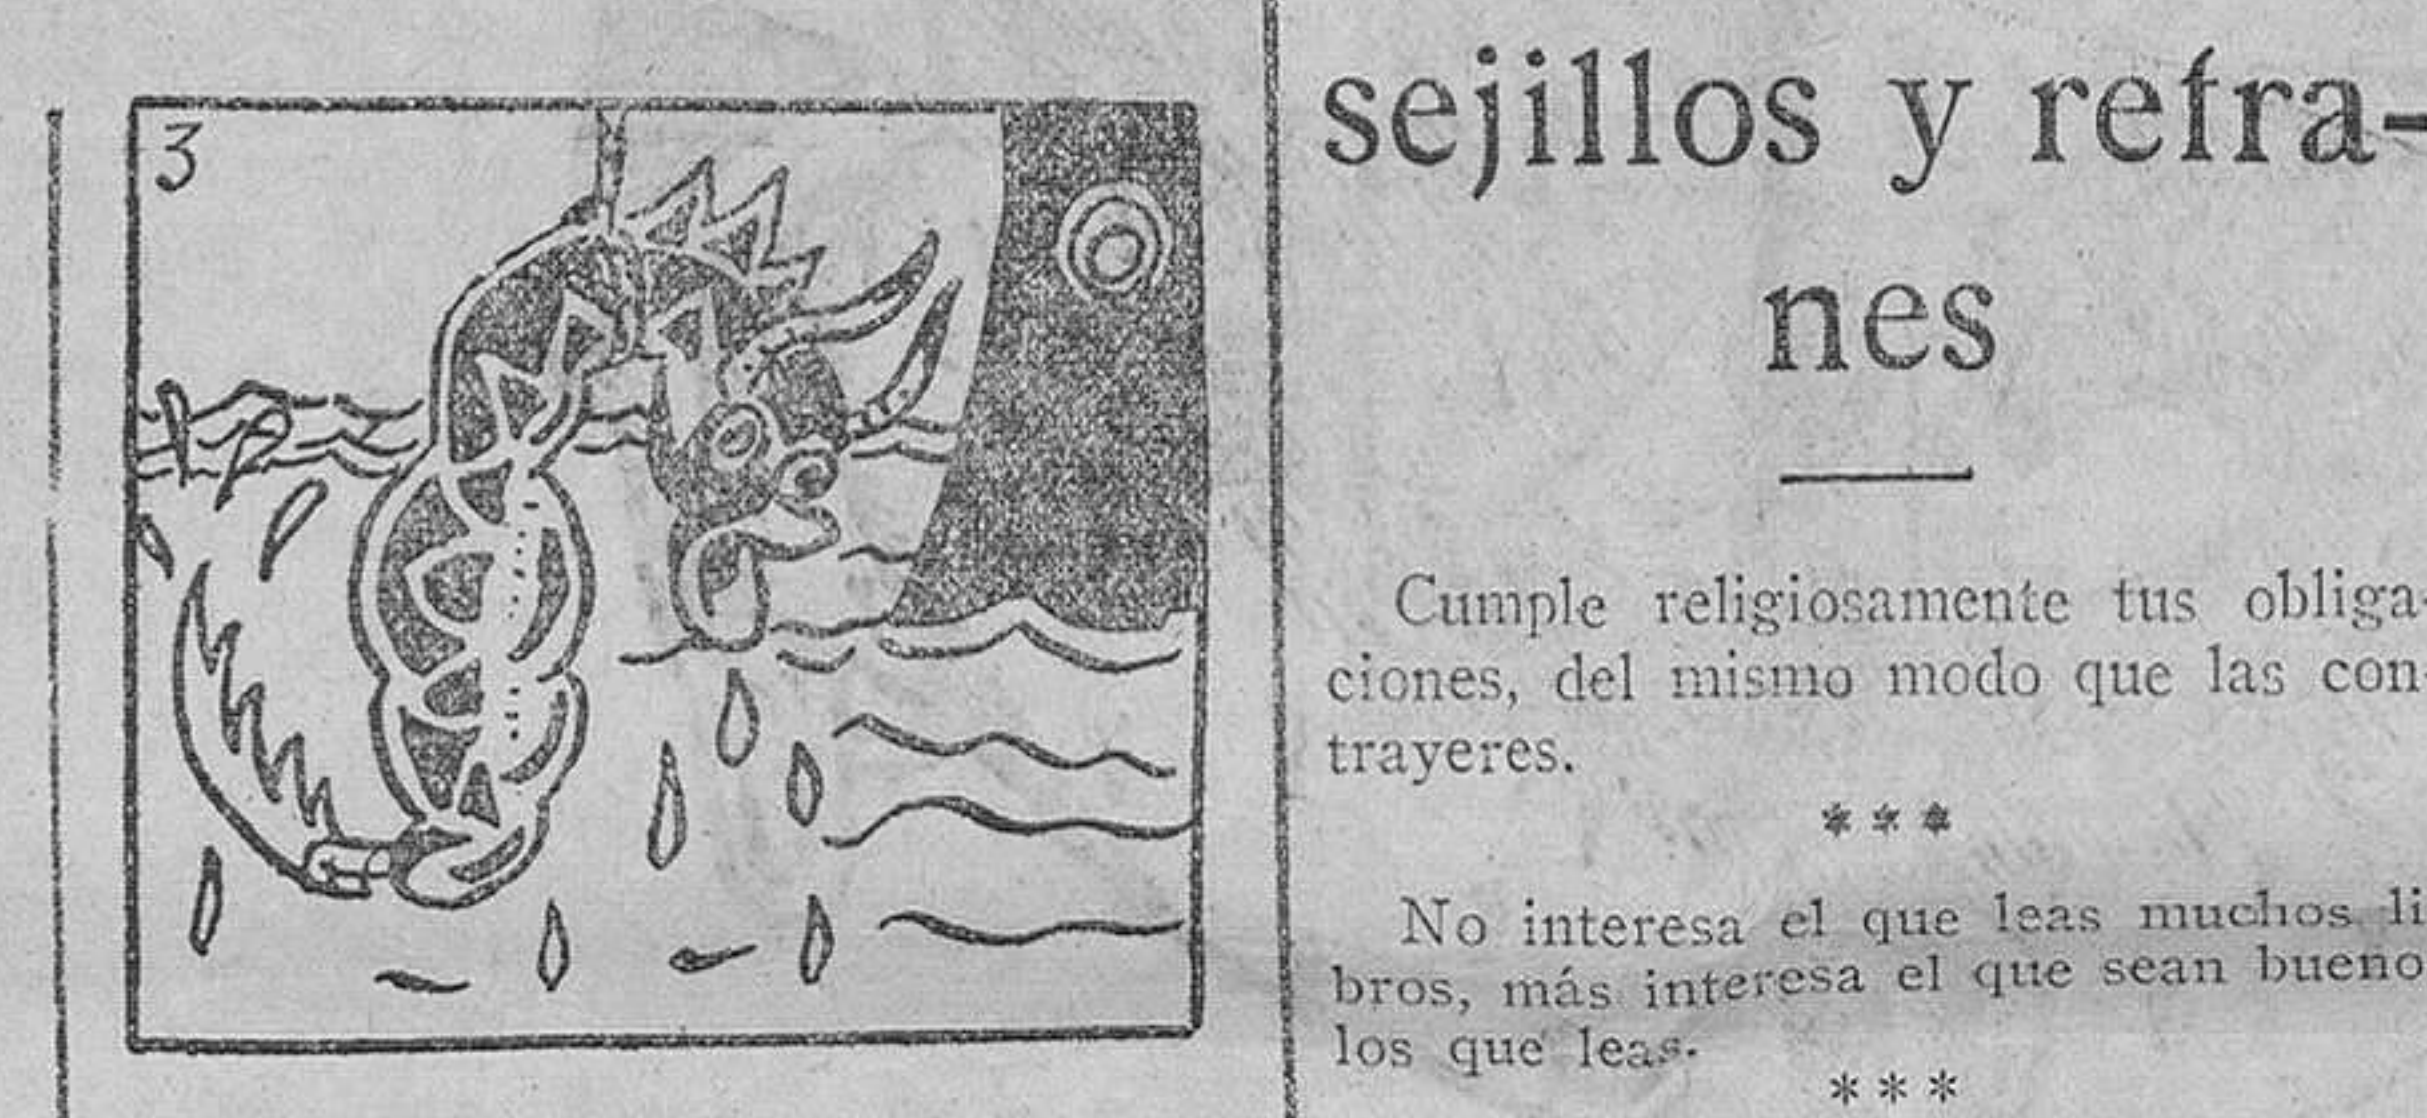 3
sejillos y refra-
nes
Cumple religiosamente tus obliga-
ciones, del mismo modo que las con-
trayeres.
* * *
No interesa el que leas muchos li
bros, más interesa el que sean bueno
los que leas.
* * *